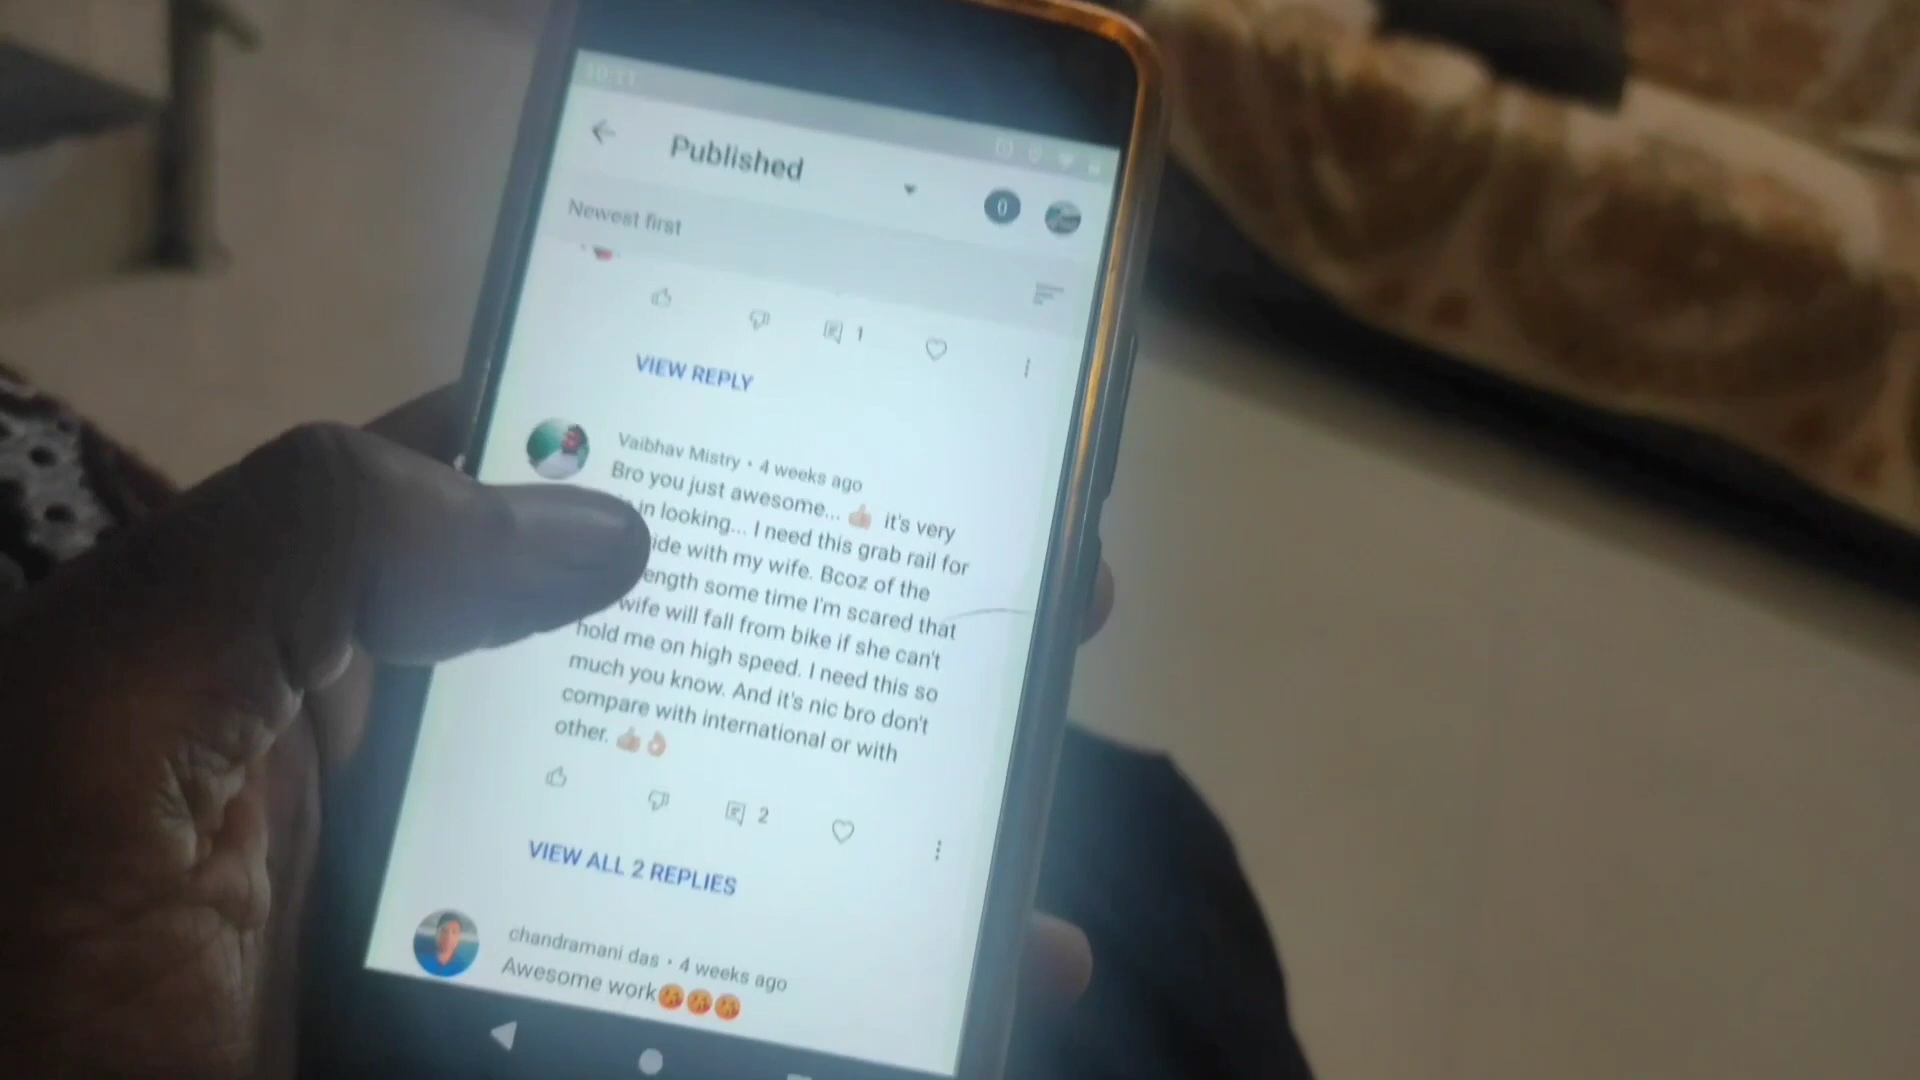 10:11
Published
0
Newest first
1
VIEW REPLY
Vaibhav Mistry • 4 weeks ago
Bro you just awesome... 👍 it's very
in looking... I need this grab rail for
with my wife. Bcoz of the
some time I'm scared that
wife will fall from bike if she can't
hold me on high speed. I need this so
much you know. And it's nic bro don't
compare with international or with
other. 👍👌
2
VIEW ALL 2 REPLIES
chandramani das • 4 weeks ago
Awesome work